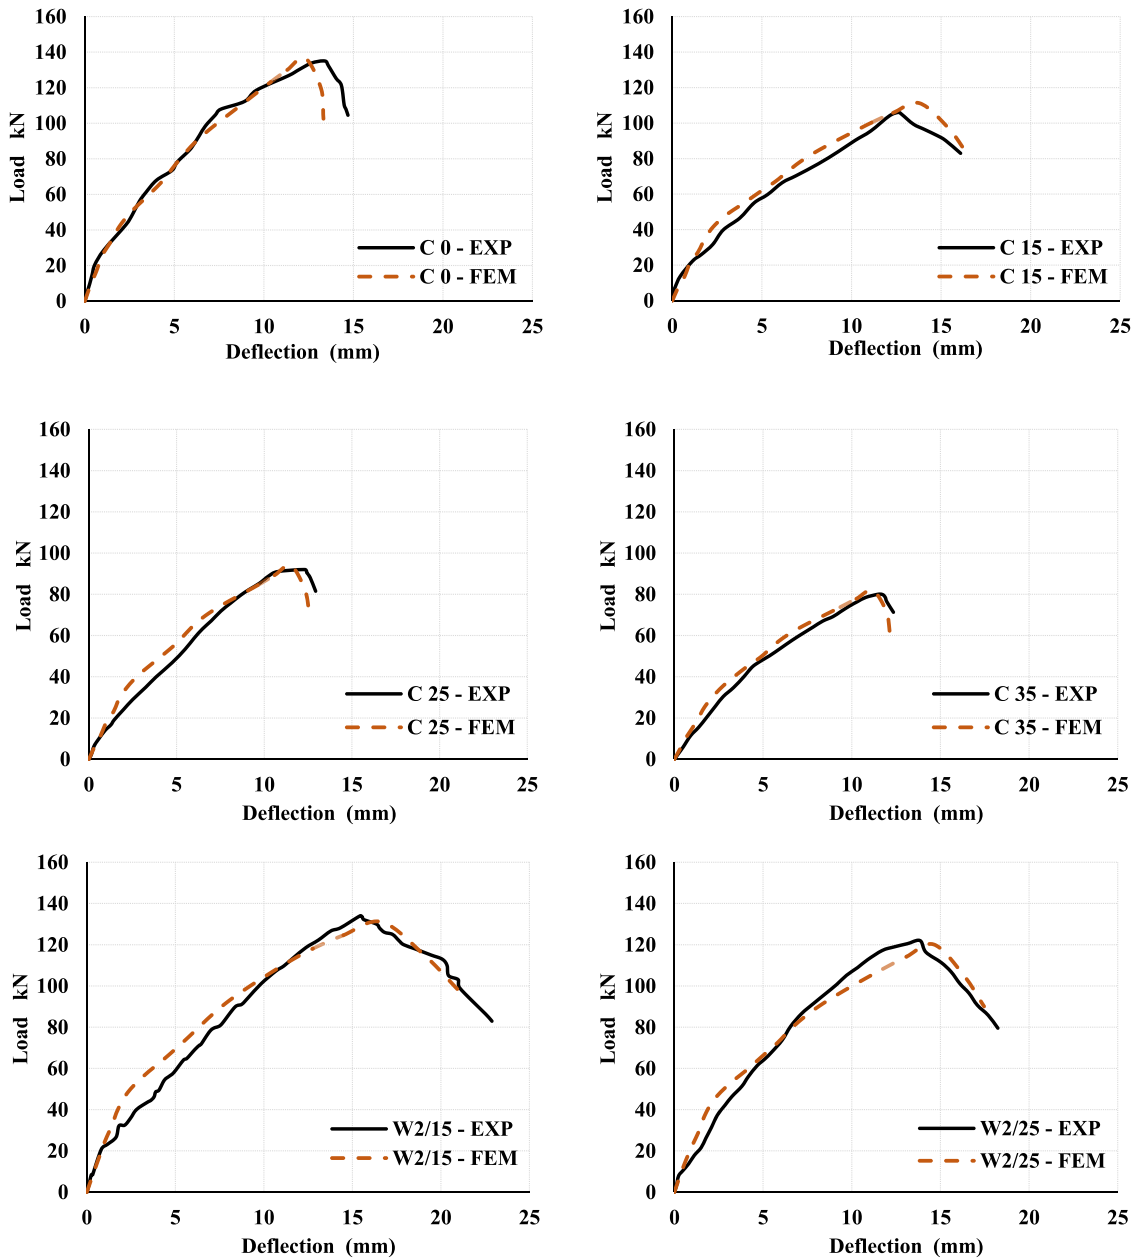 160
140
120
100
80
60
40
20
0
Load kN
0 5 10 15 20 25
Deflection (mm)
C 0 - EXP
C 0 - FEM
160
140
120
100
80
60
40
20
0
Load kN
0 5 10 15 20 25
Deflection (mm)
C 15 - EXP
C 15 - FEM
160
140
120
100
80
60
40
20
0
Load kN
0 5 10 15 20 25
Deflection (mm)
C 25 - EXP
C 25 - FEM
160
140
120
100
80
60
40
20
0
Load kN
0 5 10 15 20 25
Deflection (mm)
C 35 - EXP
C 35 - FEM
160
140
120
100
80
60
40
20
0
Load kN
0 5 10 15 20 25
Deflection (mm)
W2/15 - EXP
W2/15 - FEM
160
140
120
100
80
60
40
20
0
Load kN
0 5 10 15 20 25
Deflection (mm)
W2/25 - EXP
W2/25 - FEM